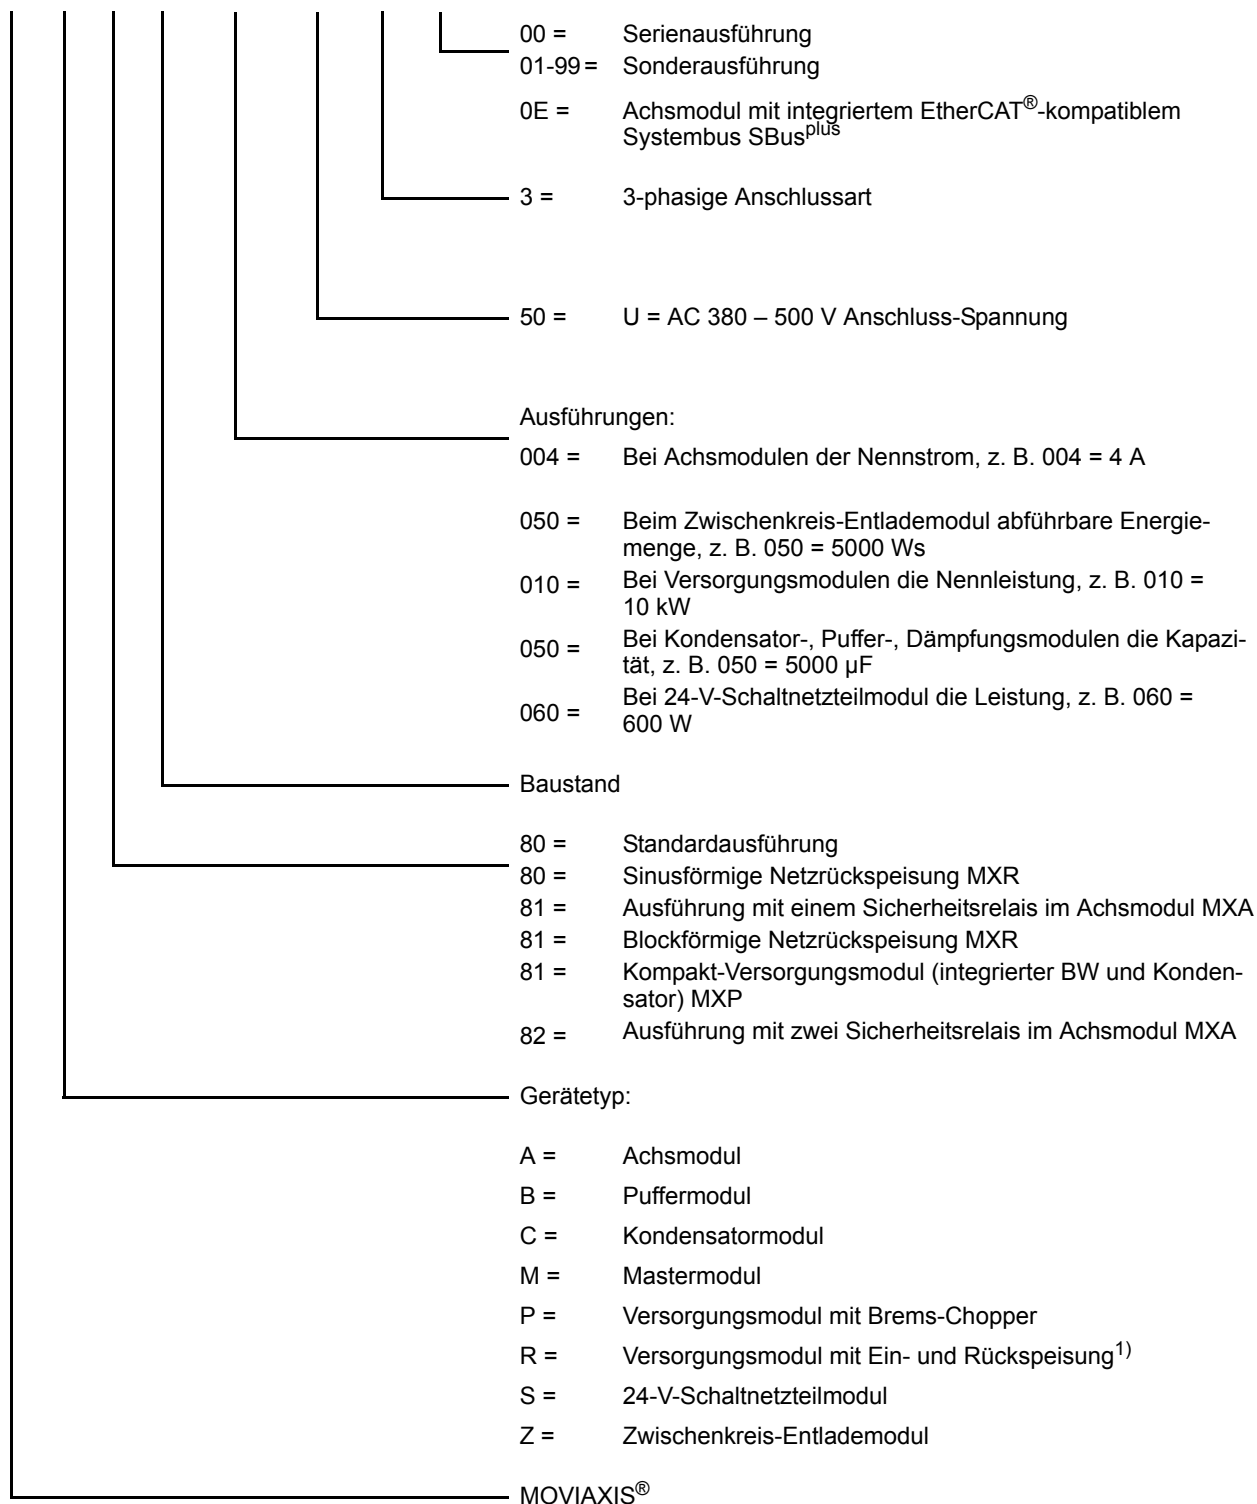 00 = Serienausführung
01-99 = Sonderausführung
0E = Achsmodul mit integriertem EtherCAT®-kompatiblem
Systembus SBusplus
3 = 3-phasige Anschlussart
50 = U = AC 380 – 500 V Anschluss-Spannung
Ausführungen:
004 = Bei Achsmodulen der Nennstrom, z. B. 004 = 4 A
050 = Beim Zwischenkreis-Entlademodul abführbare Energie-
menge, z. B. 050 = 5000 Ws
010 = Bei Versorgungsmodulen die Nennleistung, z. B. 010 =
10 kW
050 = Bei Kondensator-, Puffer-, Dämpfungsmodulen die Kapazi-
tät, z. B. 050 = 5000 µF
060 = Bei 24-V-Schaltnetzteilmodul die Leistung, z. B. 060 =
600 W
Baustand
80 = Standardausführung
80 = Sinusförmige Netzrückspeisung MXR
81 = Ausführung mit einem Sicherheitsrelais im Achsmodul MXA
81 = Blockförmige Netzrückspeisung MXR
81 = Kompakt-Versorgungsmodul (integrierter BW und Konden-
sator) MXP
82 = Ausführung mit zwei Sicherheitsrelais im Achsmodul MXA
Gerätetyp:
A = Achsmodul
B = Puffermodul
C = Kondensatormodul
M = Mastermodul
P = Versorgungsmodul mit Brems-Chopper
R = Versorgungsmodul mit Ein- und Rückspeisung1)
S = 24-V-Schaltnetzteilmodul
Z = Zwischenkreis-Entlademodul
MOVIAXIS®